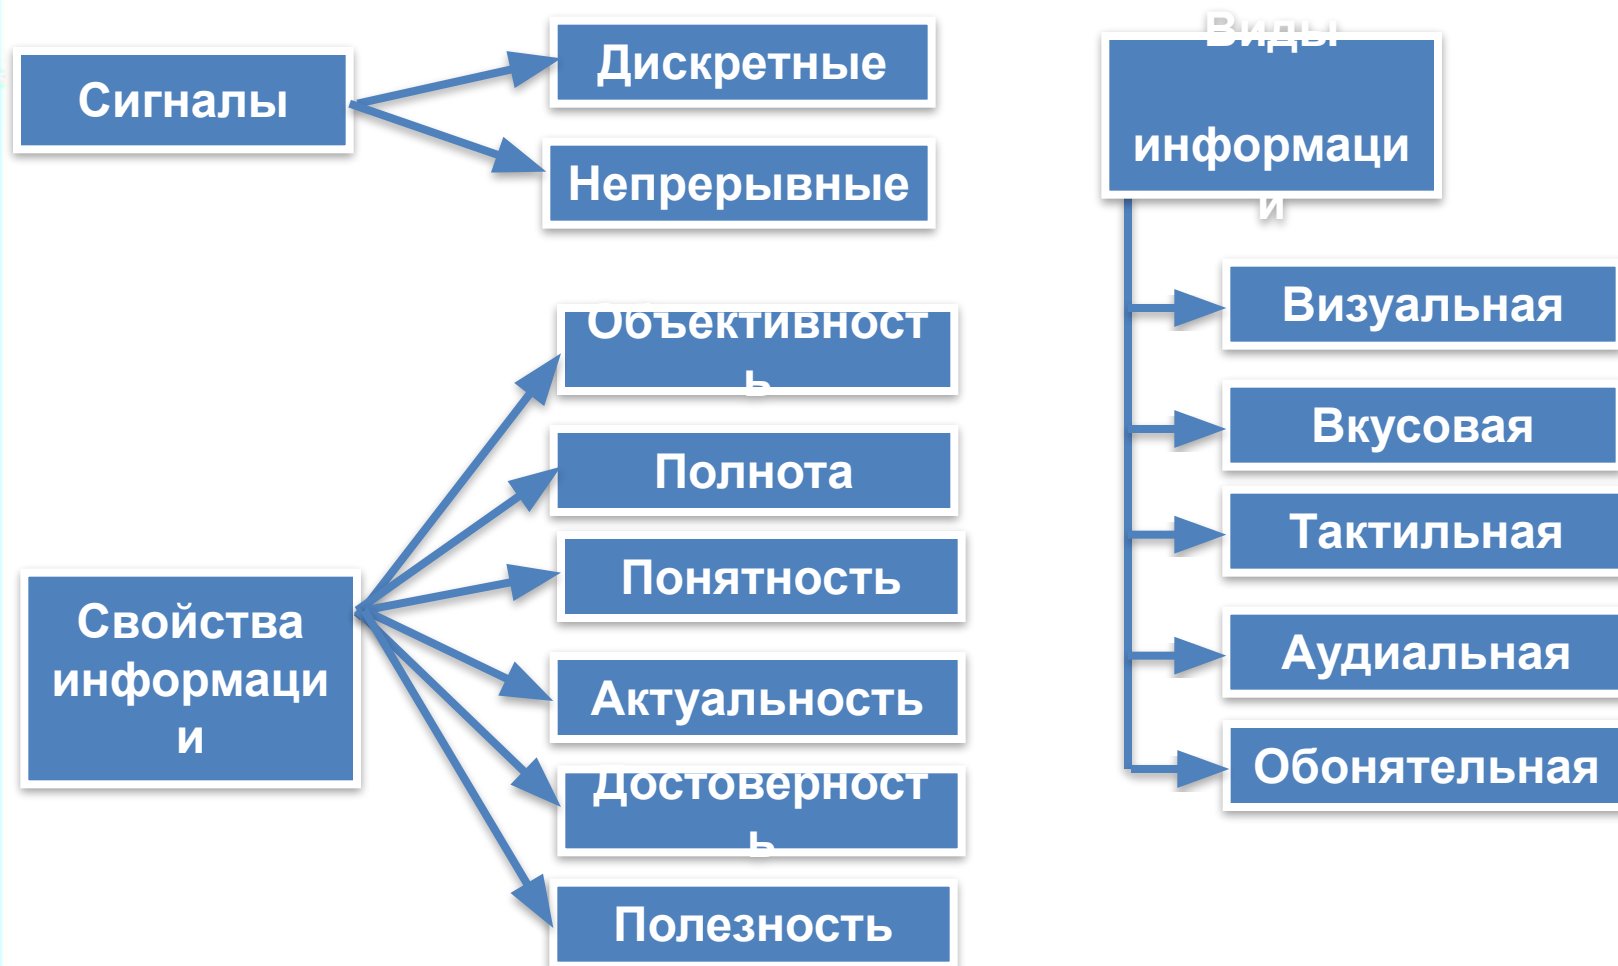 Сигналы
Дискретные
Непрерывные
Свойства
информаци
и
Объективност
ь
Полнота
Понятность
Актуальность
Достоверност
ь
Полезность
Виды
информаци
и
Визуальная
Вкусовая
Тактильная
Аудиальная
Обонятельная